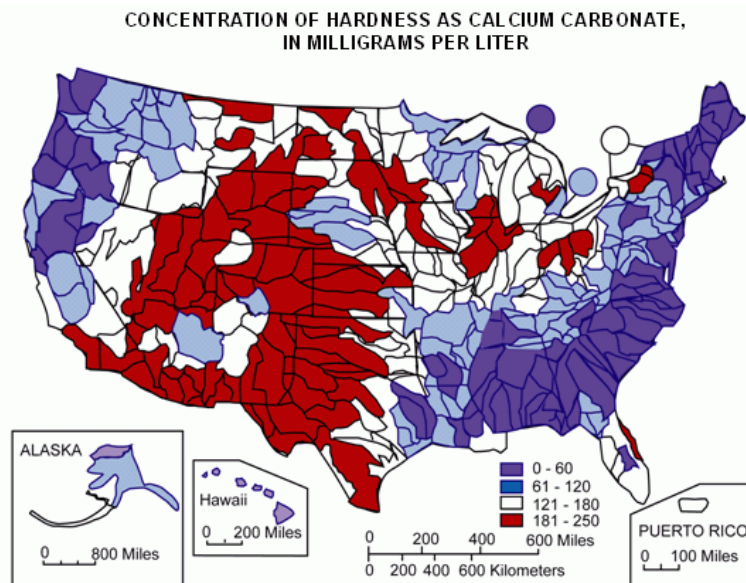 CONCENTRATION OF HARDNESS AS CALCIUM CARBONATE,
IN MILLIGRAMS PER LITER
ALASKA
0 800 Miles
Hawaii
0 200 Miles
0 - 60
61 - 120
121 - 180
181 - 250
0 200 400 600 Miles
0 200 400 600 Kilometers
PUERTO RICO
0 100 Miles